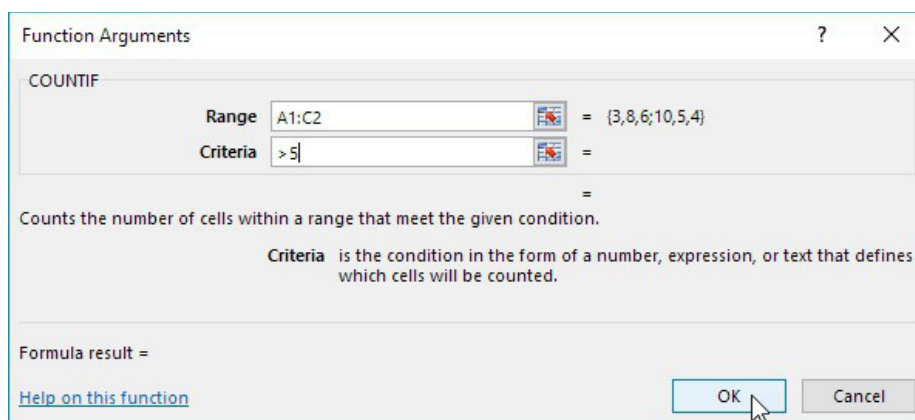 Function Arguments ? ×
COUNTIF
Range A1:C2 = {3,8,6;10,5,4}
Criteria >5 =
=
Counts the number of cells within a range that meet the given condition.
Criteria is the condition in the form of a number, expression, or text that defines
which cells will be counted.
Formula result =
Help on this function OK Cancel